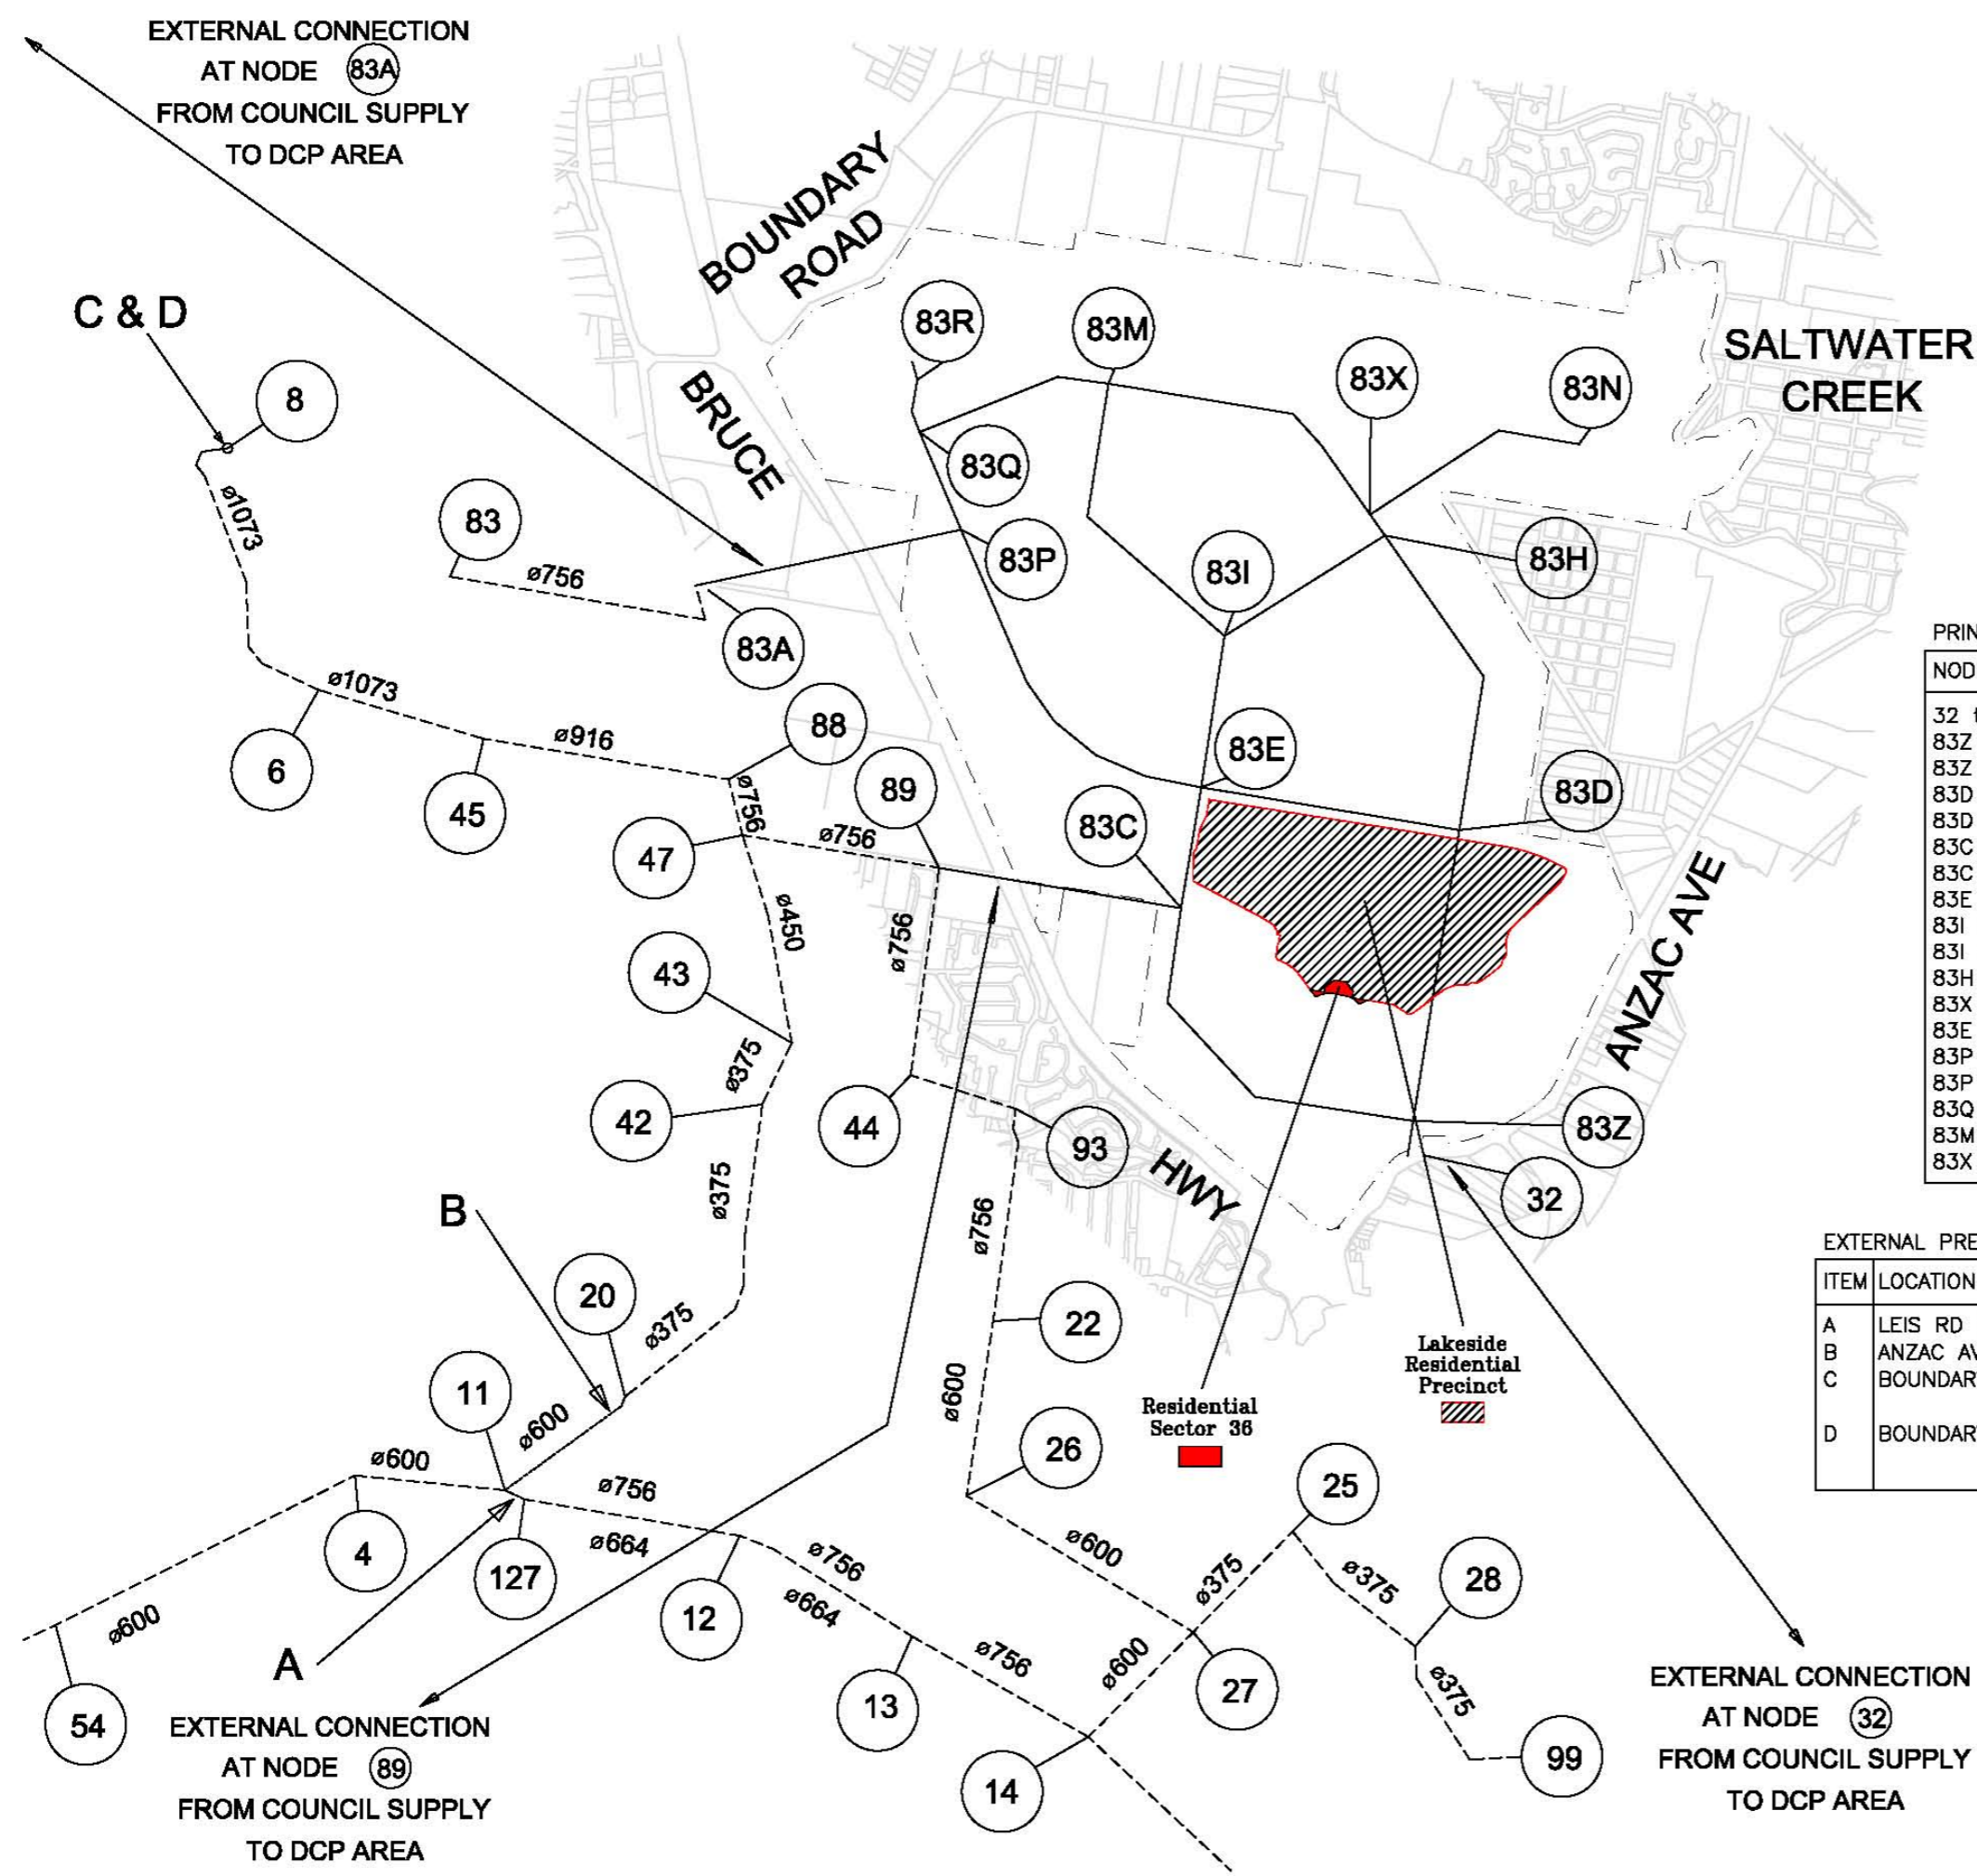 EXTERNAL CONNECTION
AT NODE 83A
FROM COUNCIL SUPPLY
TO DCP AREA
BOUNDARY
ROAD
C & D
8
83R
83M
83X
83N
SALTWATER
CREEK
BRUCE
83Q
ø1073
83
ø756
83P
83I
83H
83A
ø1073
6
45
ø916
88
89
83E
83D
83C
ø756
47
ø756
ø450
ø756
43
ø375
42
44
93
HWY
ANZAC AVE
83Z
32
ø375
B
20
ø375
ø756
22
ø600
26
11
ø600
ø600
ø756
ø664
4
127
12
ø756
ø664
ø600
54
A
13
ø756
14
ø600
27
ø600
ø375
25
ø375
28
ø375
99
Lakeside
Residential
Precinct
Residential
Sector 36
EXTERNAL CONNECTION
AT NODE 89
FROM COUNCIL SUPPLY
TO DCP AREA
EXTERNAL CONNECTION
AT NODE 32
FROM COUNCIL SUPPLY
TO DCP AREA
PRIN
NOD
32 t
83Z
83Z
83D
83D
83C
83C
83E
83I
83I
83H
83X
83E
83P
83P
83Q
83M
83X
EXTERNAL PRE
ITEM LOCATION
A LEIS RD
B ANZAC AV
C BOUNDAR
D BOUNDAR